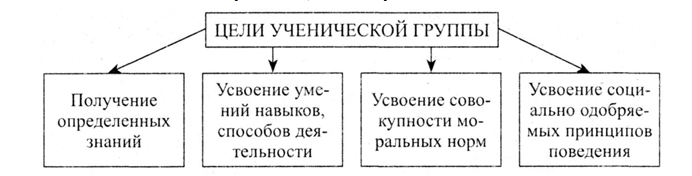 ЦЕЛИ УЧЕНИЧЕСКОЙ ГРУППЫ
Получение
определенных
знаний
Усвоение уме-
ний навыков,
способов дея-
тельности
Усвоение сово-
купности мо-
ральных норм
Усвоение соци-
ально одобряе-
мых принципов
поведения